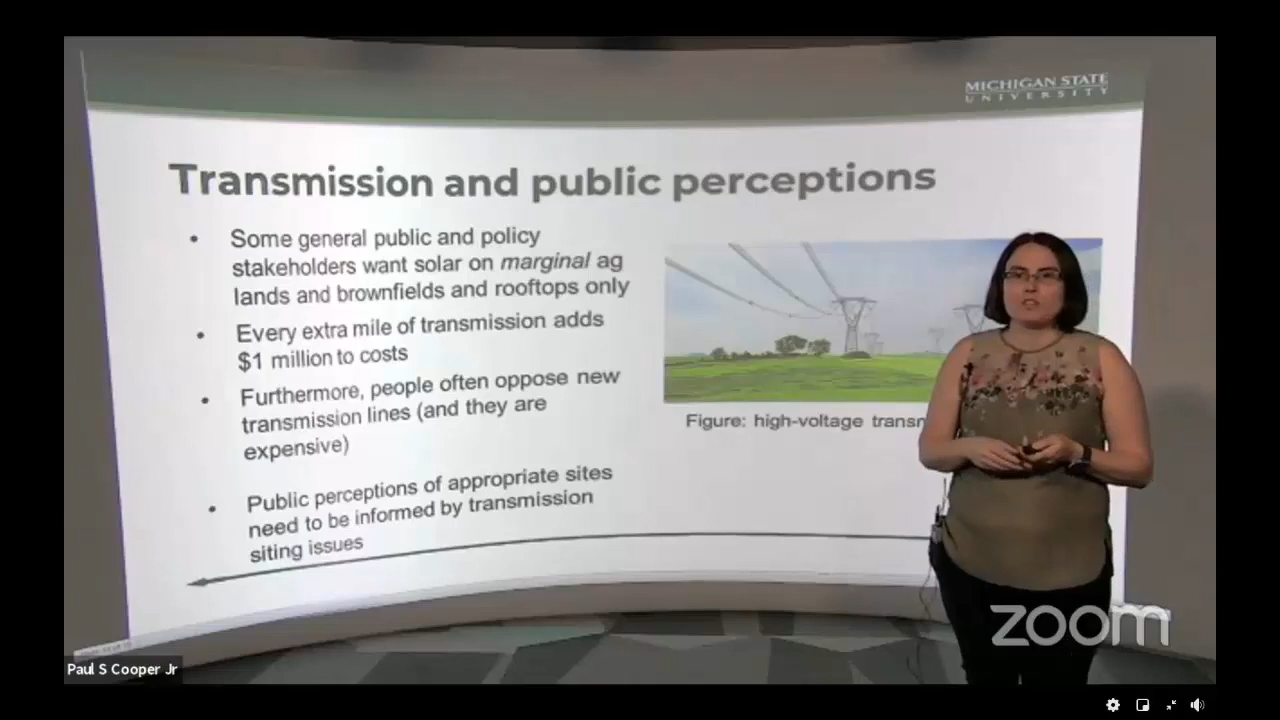 MICHIGAN STATE
UNIVERSITY
Transmission and public perceptions
• Some general public and policy
stakeholders want solar on marginal ag
lands and brownfields and rooftops only
• Every extra mile of transmission adds
$1 million to costs
• Furthermore, people often oppose new
transmission lines (and they are
expensive)
Figure: high-voltage
• Public perceptions of appropriate sites
need to be informed by transmission
siting issues
zoom
Paul S Cooper Jr